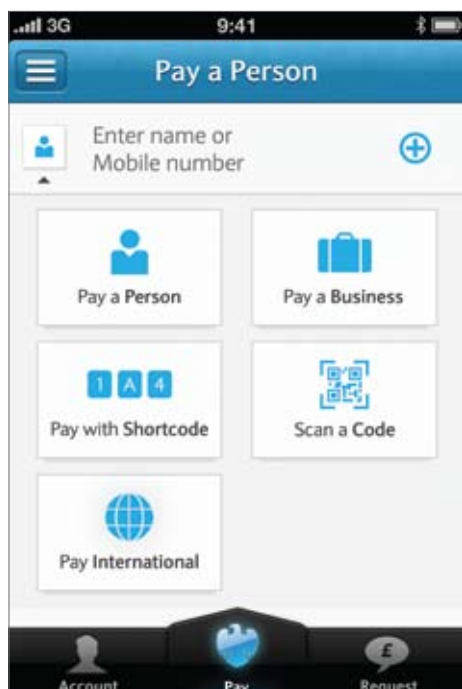 3G 9:41
Pay a Person
Enter name or
Mobile number
Pay a Person Pay a Business
1 A 4
Pay with Shortcode Scan a Code
Pay International
£
Account Pay Request